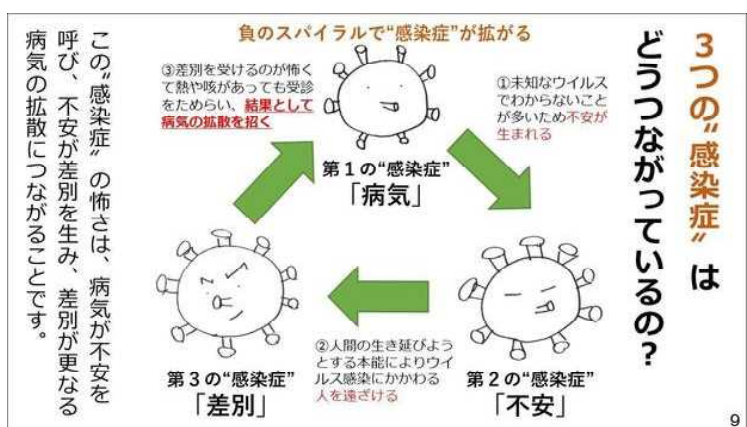 3つの“感染症” は
どうつながっているの?
負のスパイラルで“感染症”が拡がる
①未知なウイルス
でわからないこと
が多いため不安が
生まれる
第1の“感染症”
「病気」
③差別を受けるのが怖く
て熱や咳があっても受診
をためらい、結果として
病気の拡散を招く
②人間の生き延びよう
とする本能によりウイ
ルス感染にかかわる
人を遠ざける
第2の“感染症”
「不安」
第3の“感染症”
「差別」
この“感染症” の怖さは、病気が不安を
呼び、不安が差別を生み、差別が更なる
病気の拡散につながることです。
9